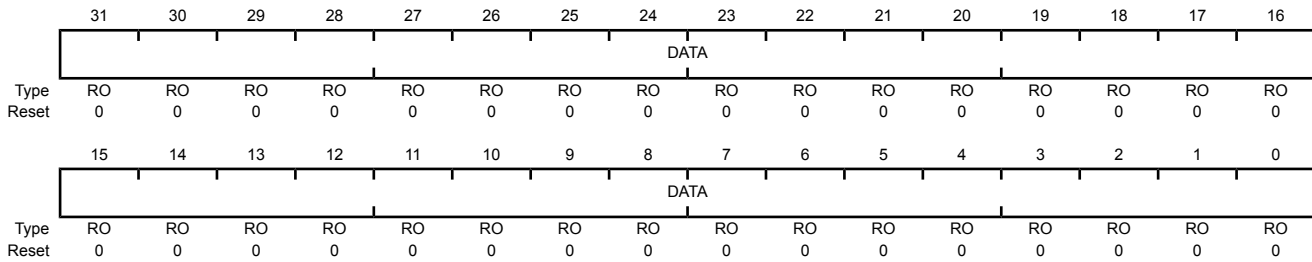 31 30 29 28 27 26 25 24 23 22 21 20 19 18 17 16
DATA
Type RO RO RO RO RO RO RO RO RO RO RO RO RO RO RO RO
Reset 0 0 0 0 0 0 0 0 0 0 0 0 0 0 0 0
15 14 13 12 11 10 9 8 7 6 5 4 3 2 1 0
DATA
Type RO RO RO RO RO RO RO RO RO RO RO RO RO RO RO RO
Reset 0 0 0 0 0 0 0 0 0 0 0 0 0 0 0 0